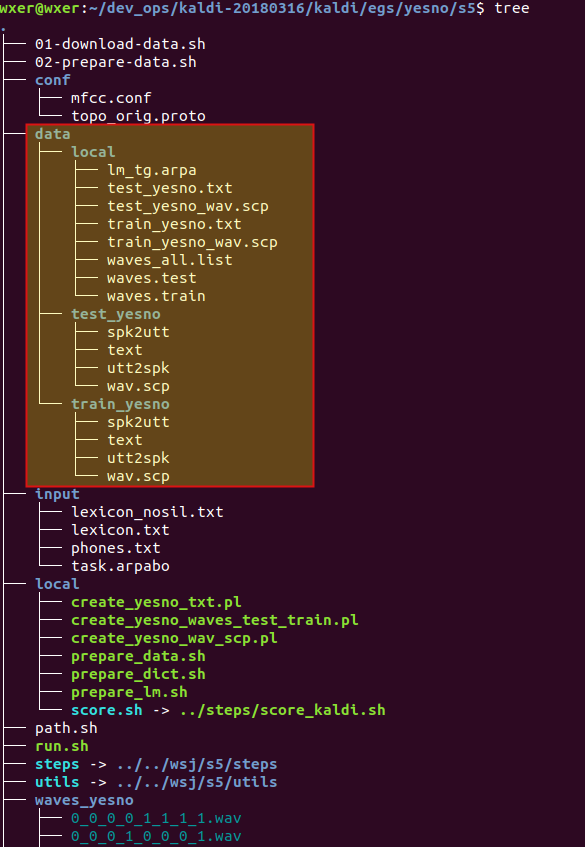 wxer@wxer:~/dev_ops/kaldi-20180316/kaldi/egs/yesno/s5$ tree
.
├── 01-download-data.sh
├── 02-prepare-data.sh
├── conf
│   ├── mfcc.conf
│   └── topo_orig.proto
├── data
│   ├── local
│   │   ├── lm_tg.arpa
│   │   ├── test_yesno.txt
│   │   ├── test_yesno_wav.scp
│   │   ├── train_yesno.txt
│   │   ├── train_yesno_wav.scp
│   │   ├── waves_all.list
│   │   ├── waves.test
│   │   └── waves.train
│   ├── test_yesno
│   │   ├── spk2utt
│   │   ├── text
│   │   ├── utt2spk
│   │   └── wav.scp
│   └── train_yesno
│       ├── spk2utt
│       ├── text
│       ├── utt2spk
│       └── wav.scp
├── input
│   ├── lexicon_nosil.txt
│   ├── lexicon.txt
│   ├── phones.txt
│   └── task.arpabo
├── local
│   ├── create_yesno_txt.pl
│   ├── create_yesno_waves_test_train.pl
│   ├── create_yesno_wav_scp.pl
│   ├── prepare_data.sh
│   ├── prepare_dict.sh
│   ├── prepare_lm.sh
│   └── score.sh -> ../steps/score_kaldi.sh
├── path.sh
├── run.sh
├── steps -> ../../wsj/s5/steps
├── utils -> ../../wsj/s5/utils
├── waves_yesno
│   ├── 0_0_0_0_1_1_1_1.wav
│   ├── 0_0_0_1_0_0_0_1.wav